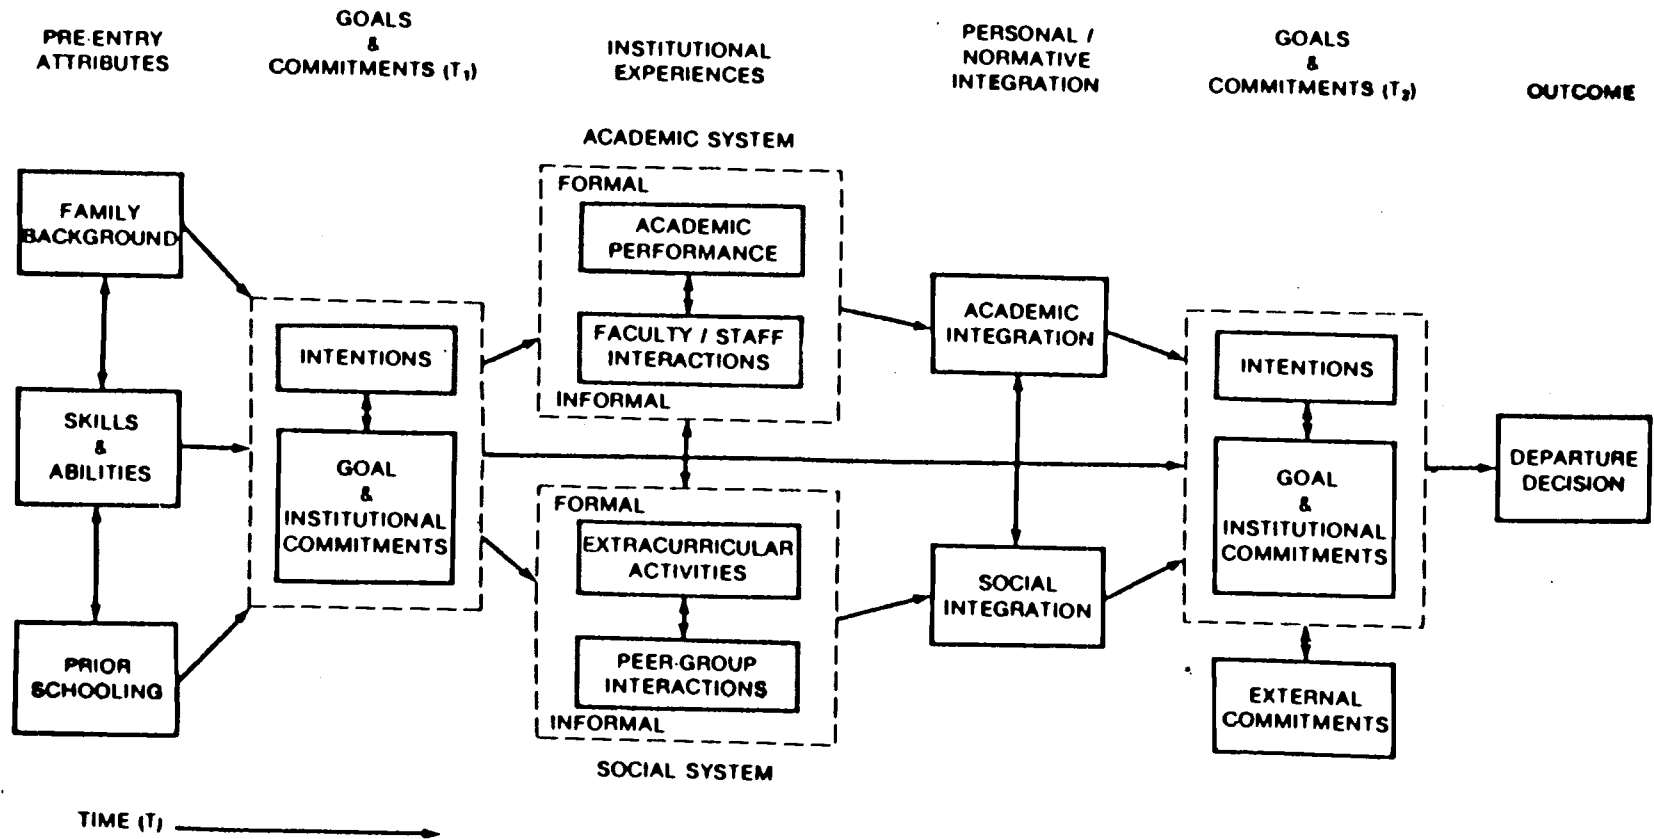 PRE-ENTRY
ATTRIBUTES
GOALS
&
COMMITMENTS (T₁)
INSTITUTIONAL
EXPERIENCES
PERSONAL /
NORMATIVE
INTEGRATION
GOALS
&
COMMITMENTS (T₂)
OUTCOME
FAMILY
BACKGROUND
SKILLS
&
ABILITIES
PRIOR
SCHOOLING
INTENTIONS
GOAL
&
INSTITUTIONAL
COMMITMENTS
ACADEMIC SYSTEM
FORMAL
ACADEMIC
PERFORMANCE
FACULTY / STAFF
INTERACTIONS
INFORMAL
FORMAL
EXTRACURRICULAR
ACTIVITIES
PEER-GROUP
INTERACTIONS
INFORMAL
SOCIAL SYSTEM
ACADEMIC
INTEGRATION
SOCIAL
INTEGRATION
INTENTIONS
GOAL
&
INSTITUTIONAL
COMMITMENTS
EXTERNAL
COMMITMENTS
DEPARTURE
DECISION
TIME (T)